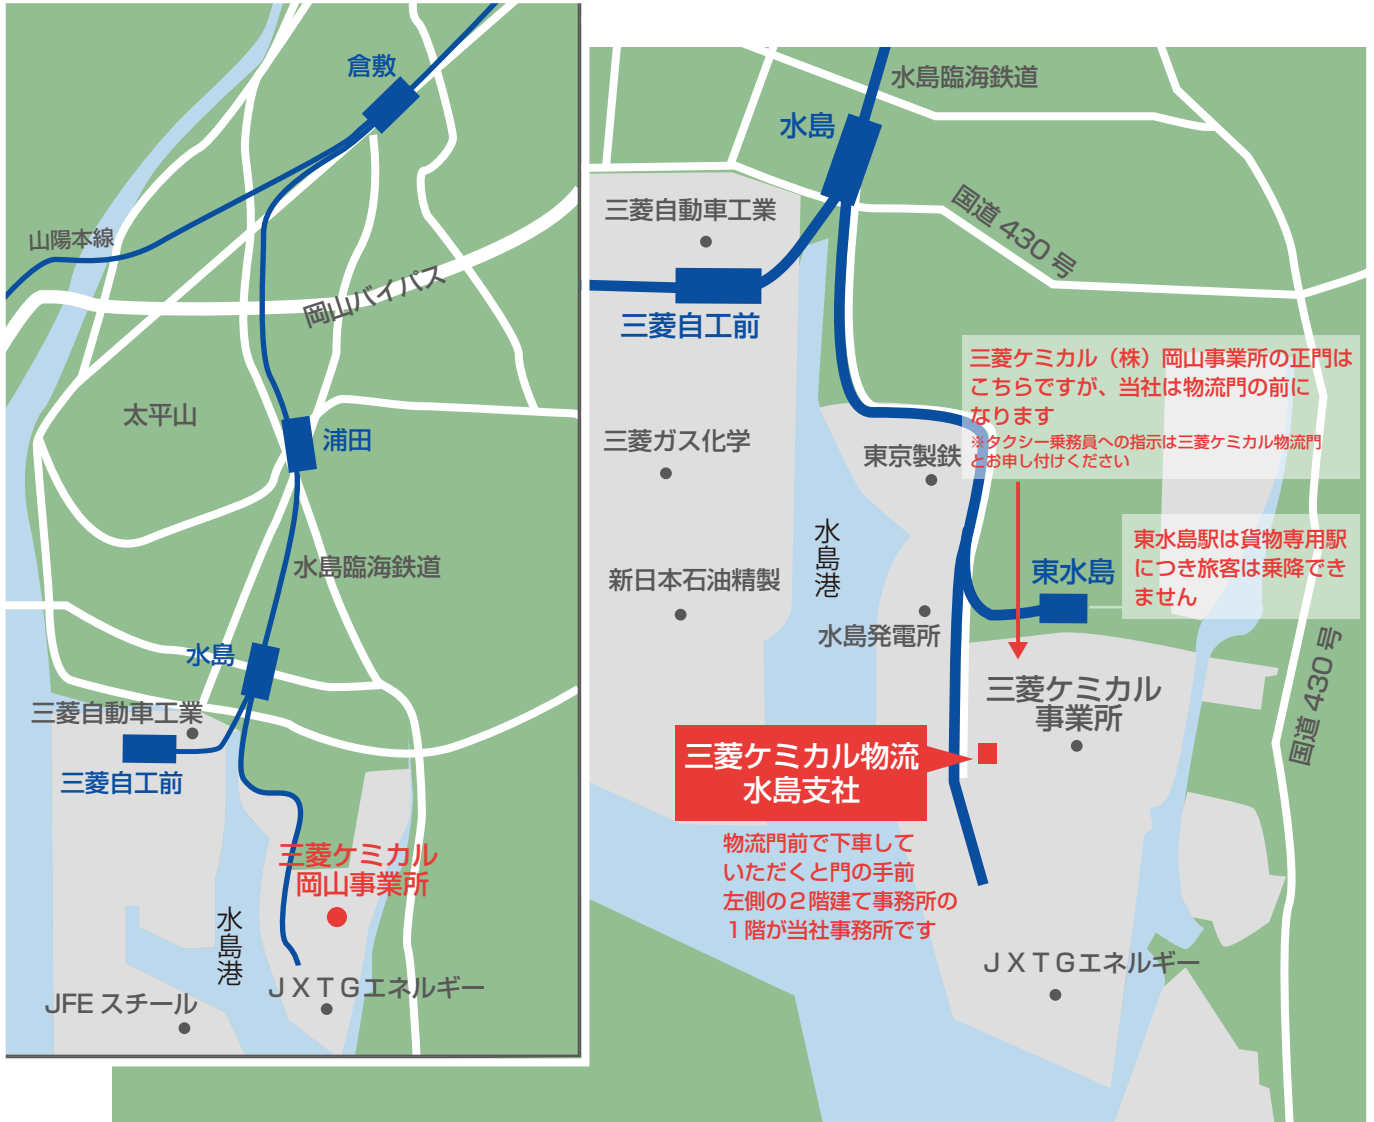 倉敷
山陽本線
岡山バイパス
太平山
浦田
水島臨海鉄道
水島
三菱自動車工業
三菱自工前
三菱ケミカル
岡山事業所
水島港
JXTGエネルギー
JFE スチール
水島臨海鉄道
水島
三菱自動車工業
国道 430 号
三菱自工前
三菱ケミカル（株）岡山事業所の正門は
こちらですが、当社は物流門の前に
なります
※タクシー乗務員への指示は三菱ケミカル物流門
とお申し付けください
三菱ガス化学
東京製鉄
水島港
東水島駅は貨物専用駅
につき旅客は乗降でき
ません
新日本石油精製
東水島
水島発電所
国道 430 号
三菱ケミカル
事業所
三菱ケミカル物流
水島支社
物流門前で下車して
いただくと門の手前
左側の２階建て事務所の
１階が当社事務所です
JXTGエネルギー